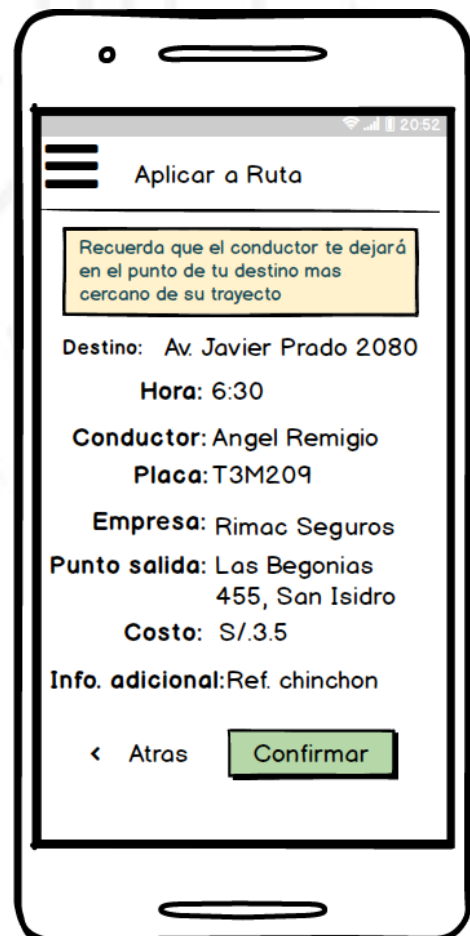 20:52
Aplicar a Ruta
Recuerda que el conductor te dejará
en el punto de tu destino mas
cercano de su trayecto
Destino: Av. Javier Prado 2080
Hora: 6:30
Conductor: Angel Remigio
Placa: T3M209
Empresa: Rimac Seguros
Punto salida: Las Begonias
455, San Isidro
Costo: S/.3.5
Info. adicional:Ref. chinchon
< Atras Confirmar